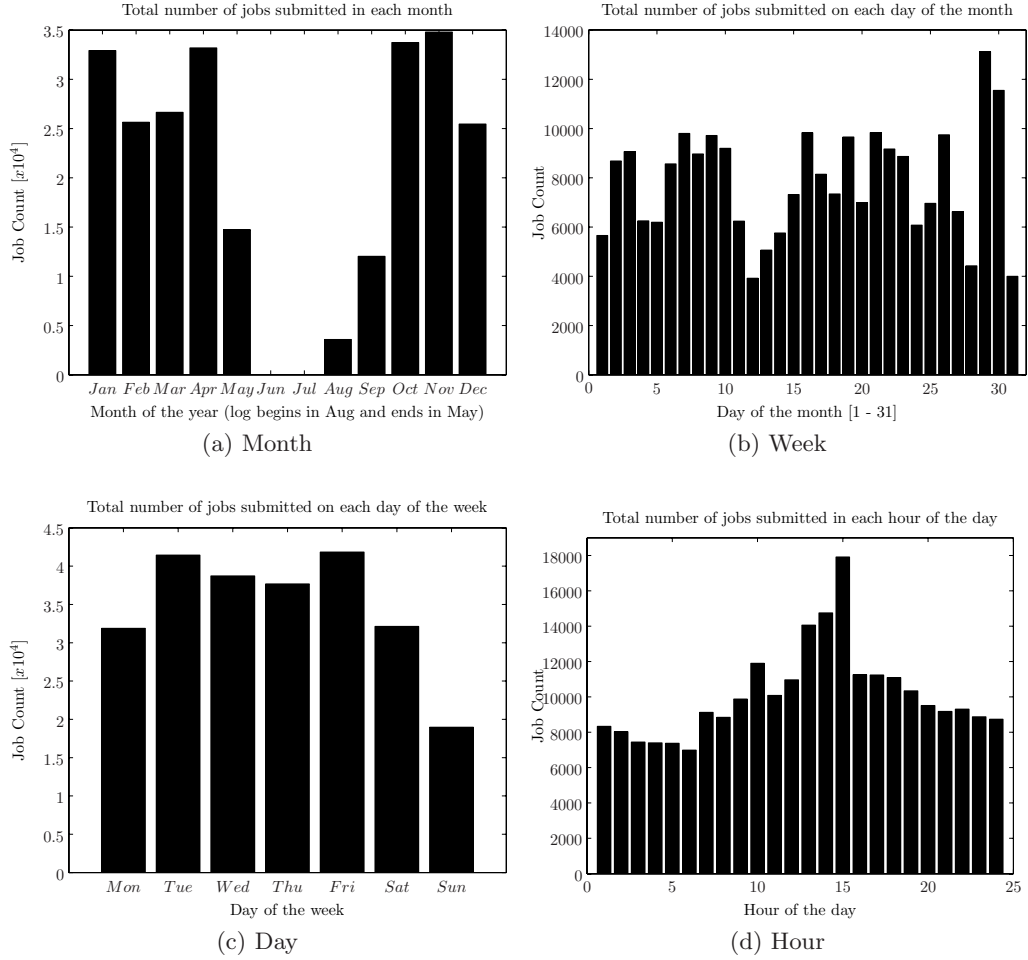 Total number of jobs submitted in each month
3.5
3
2.5
2
1.5
1
0.5
0
Job Count [x10^4]
Jan Feb Mar Apr May Jun Jul Aug Sep Oct Nov Dec
Month of the year (log begins in Aug and ends in May)
(a) Month
Total number of jobs submitted on each day of the month
14000
12000
10000
8000
6000
4000
2000
0
Job Count
0 5 10 15 20 25 30
Day of the month [1 - 31]
(b) Week
Total number of jobs submitted on each day of the week
4.5
4
3.5
3
2.5
2
1.5
1
0.5
0
Job Count [x10^4]
Mon Tue Wed Thu Fri Sat Sun
Day of the week
(c) Day
Total number of jobs submitted in each hour of the day
18000
16000
14000
12000
10000
8000
6000
4000
2000
0
Job Count
0 5 10 15 20 25
Hour of the day
(d) Hour